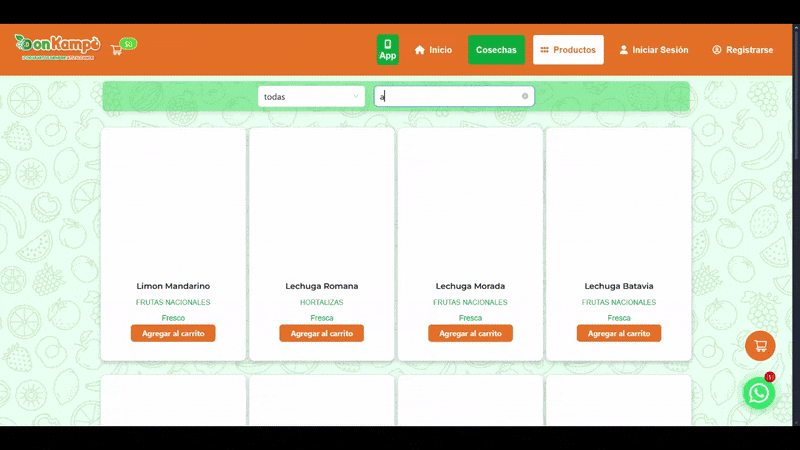 DonKampo
$0
App
Inicio
Cosechas
Productos
Iniciar Sesión
Registrarse
todas
a
Limon Mandarino
FRUTAS NACIONALES
Fresco
Agregar al carrito
Lechuga Romana
HORTALIZAS
Fresca
Agregar al carrito
Lechuga Morada
FRUTAS NACIONALES
Fresca
Agregar al carrito
Lechuga Batavia
FRUTAS NACIONALES
Fresca
Agregar al carrito